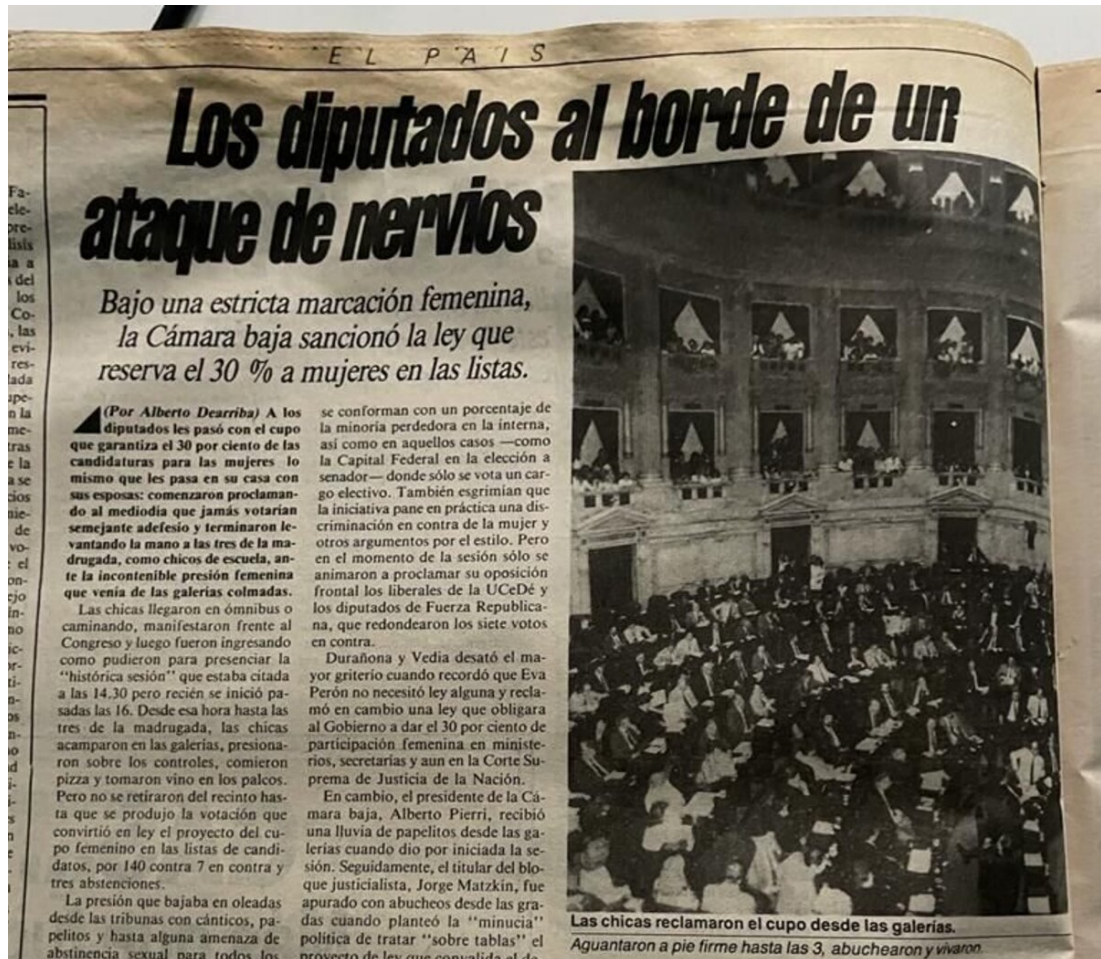 EL PAIS
Los diputados al borde de un
ataque de nervios
Bajo una estricta marcación femenina,
la Cámara baja sancionó la ley que
reserva el 30 % a mujeres en las listas.
(Por Alberto Dearriba) A los
diputados les pasó con el cupo
que garantiza el 30 por ciento de las
candidaturas para las mujeres lo
mismo que les pasa en su casa con
sus esposas: comenzaron proclaman-
do al mediodía que jamás votarían
semejante adefesio y terminaron le-
vantando la mano a las tres de la ma-
drugada, como chicos de escuela, an-
te la incontenible presión femenina
que venía de las galerías colmadas.
Las chicas llegaron en ómnibus o
caminando, manifestaron frente al
Congreso y luego fueron ingresando
como pudieron para presenciar la
"histórica sesión" que estaba citada
a las 14.30 pero recién se inició pa-
sadas las 16. Desde esa hora hasta las
tres de la madrugada, las chicas
acamparon en las galerías, presiona-
ron sobre los controles, comieron
pizza y tomaron vino en los palcos.
Pero no se retiraron del recinto has-
ta que se produjo la votación que
convirtió en ley el proyecto del cu-
po femenino en las listas de candi-
datos, por 140 contra 7 en contra y
tres abstenciones.
La presión que bajaba en oleadas
desde las tribunas con cánticos, pa-
pelitos y hasta alguna amenaza de
abstinencia sexual para todos los
se conforman con un porcentaje de
la minoría perdedora en la interna,
así como en aquellos casos —como
la Capital Federal en la elección a
senador— donde sólo se vota un car-
go electivo. También esgrimían que
la iniciativa pone en práctica una dis-
criminación en contra de la mujer y
otros argumentos por el estilo. Pero
en el momento de la sesión sólo se
animaron a proclamar su oposición
frontal los liberales de la UCeDé y
los diputados de Fuerza Republica-
na, que redondearon los siete votos
en contra.
Durañona y Vedia desató el ma-
yor griterío cuando recordó que Eva
Perón no necesitó ley alguna y recla-
mó en cambio una ley que obligara
al Gobierno a dar el 30 por ciento de
participación femenina en ministe-
rios, secretarías y aun en la Corte Su-
prema de Justicia de la Nación.
En cambio, el presidente de la Cá-
mara baja, Alberto Pierri, recibió
una lluvia de papelitos desde las ga-
lerías cuando dio por iniciada la se-
sión. Seguidamente, el titular del blo-
que justicialista, Jorge Matzkin, fue
apurado con abucheos desde las gra-
das cuando planteó la "minucia"
política de tratar "sobre tablas" el
proyecto de ley que convalida el de-
Las chicas reclamaron el cupo desde las galerías.
Aguantaron a pie firme hasta las 3, abuchearon y vivaron.